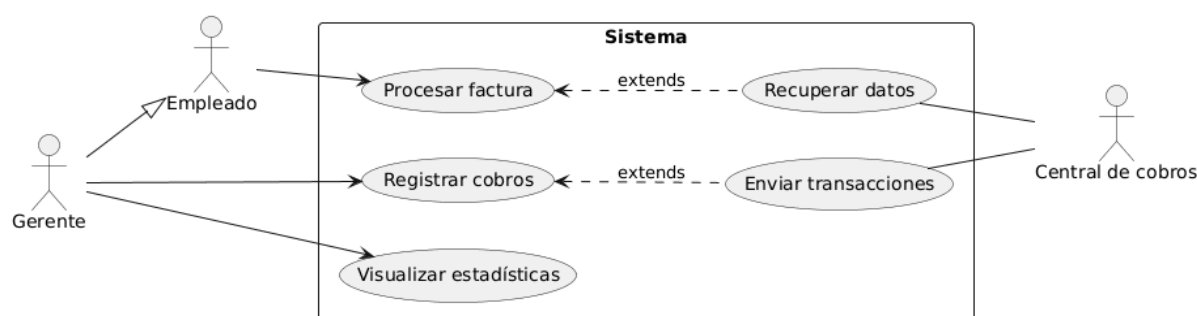 Sistema
Empleado
Procesar factura
extends
Recuperar datos
Gerente
Registrar cobros
extends
Enviar transacciones
Central de cobros
Visualizar estadísticas